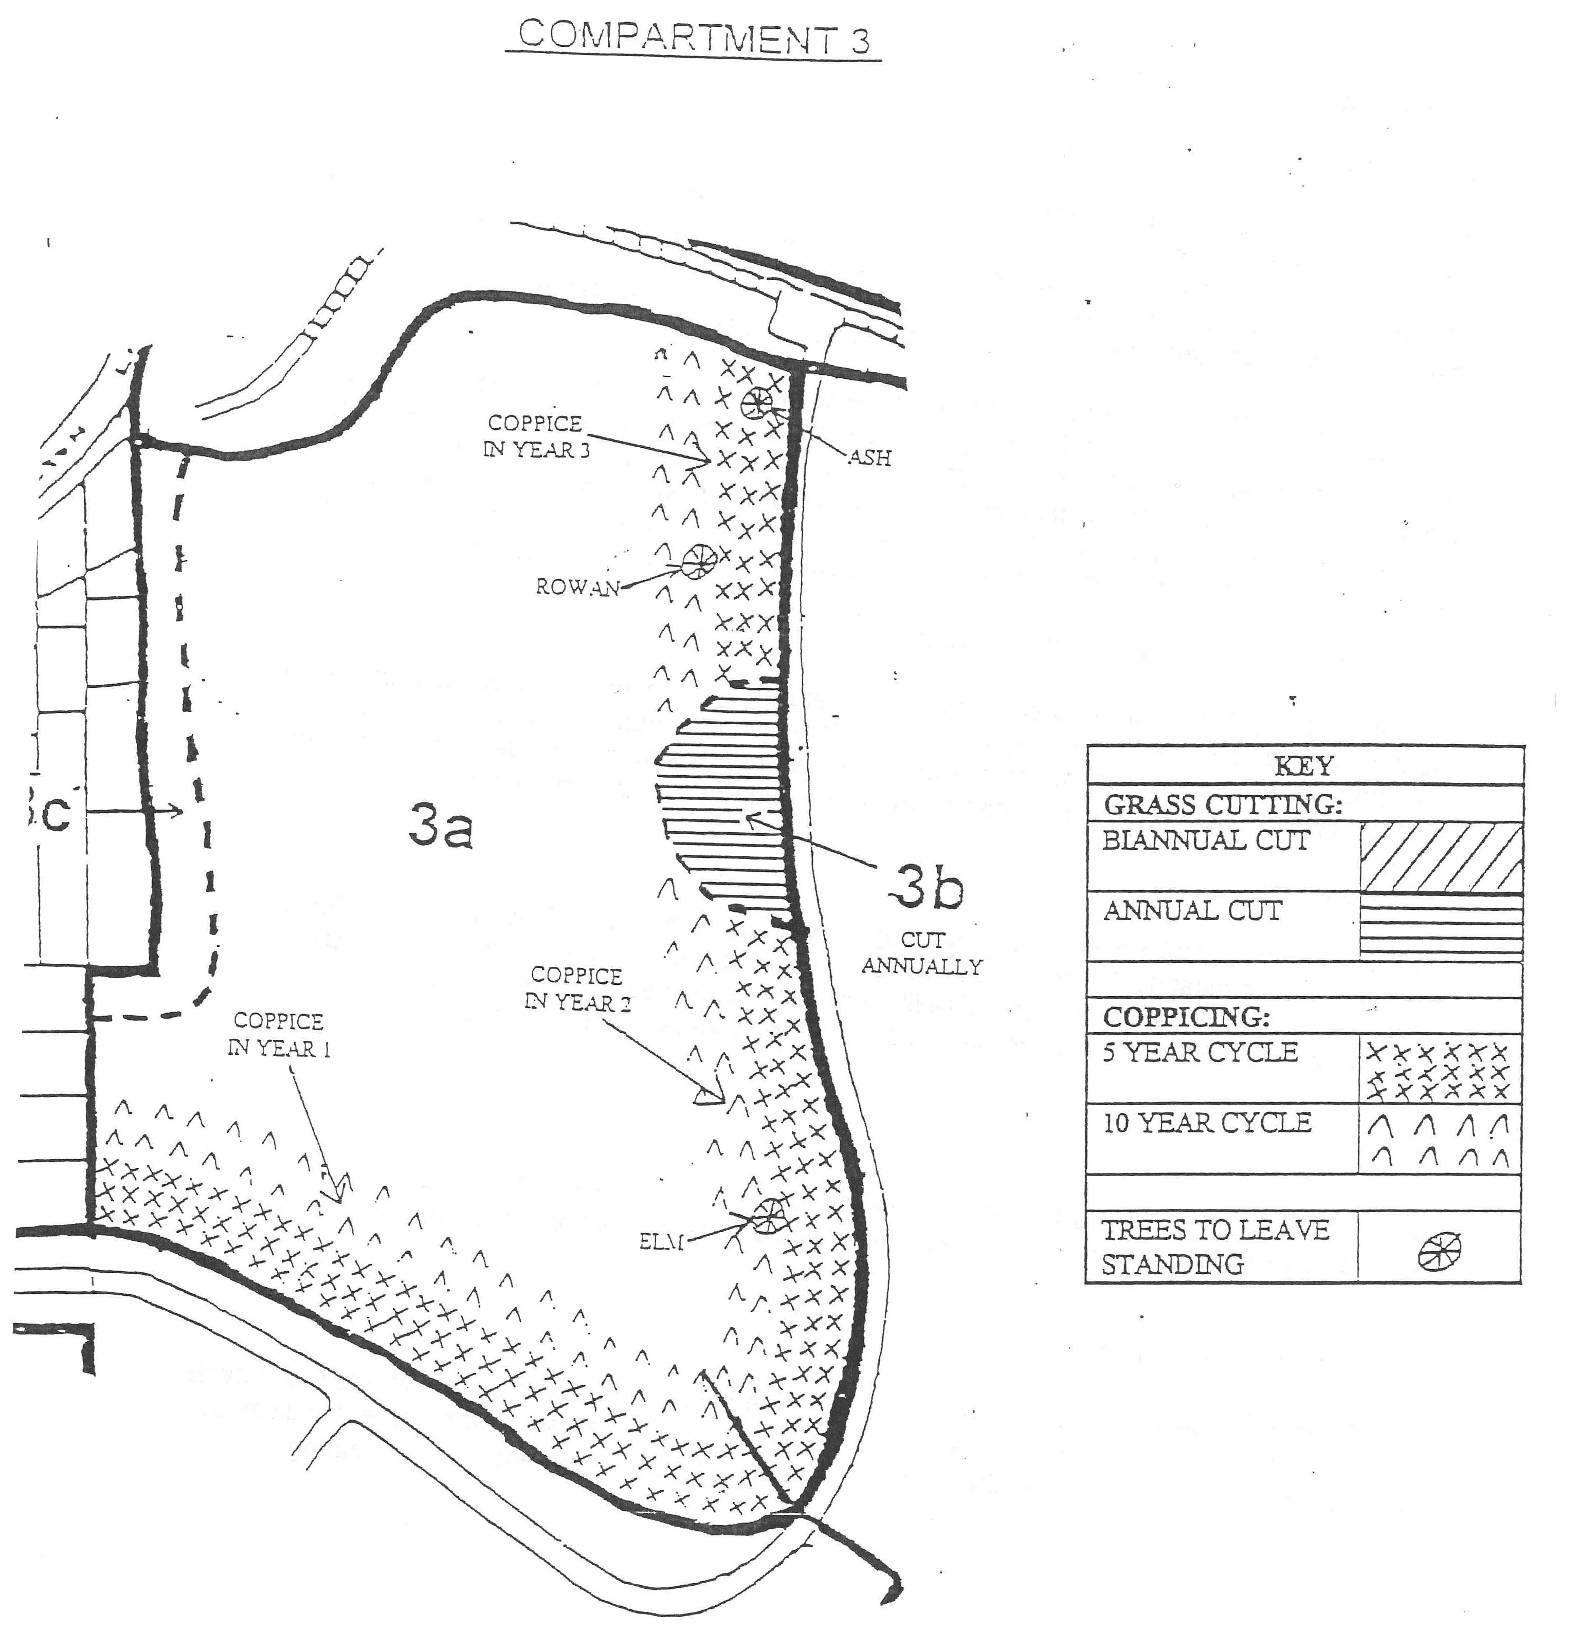 COMPARTMENT 3
COPPICE
IN YEAR 3
ASH
ROWAN
3a
3b
CUT
ANNUALLY
COPPICE
IN YEAR 2
COPPICE
IN YEAR 1
ELM
KEY
GRASS CUTTING:
BIANNUAL CUT
ANNUAL CUT
COPPICING:
5 YEAR CYCLE
10 YEAR CYCLE
TREES TO LEAVE
STANDING